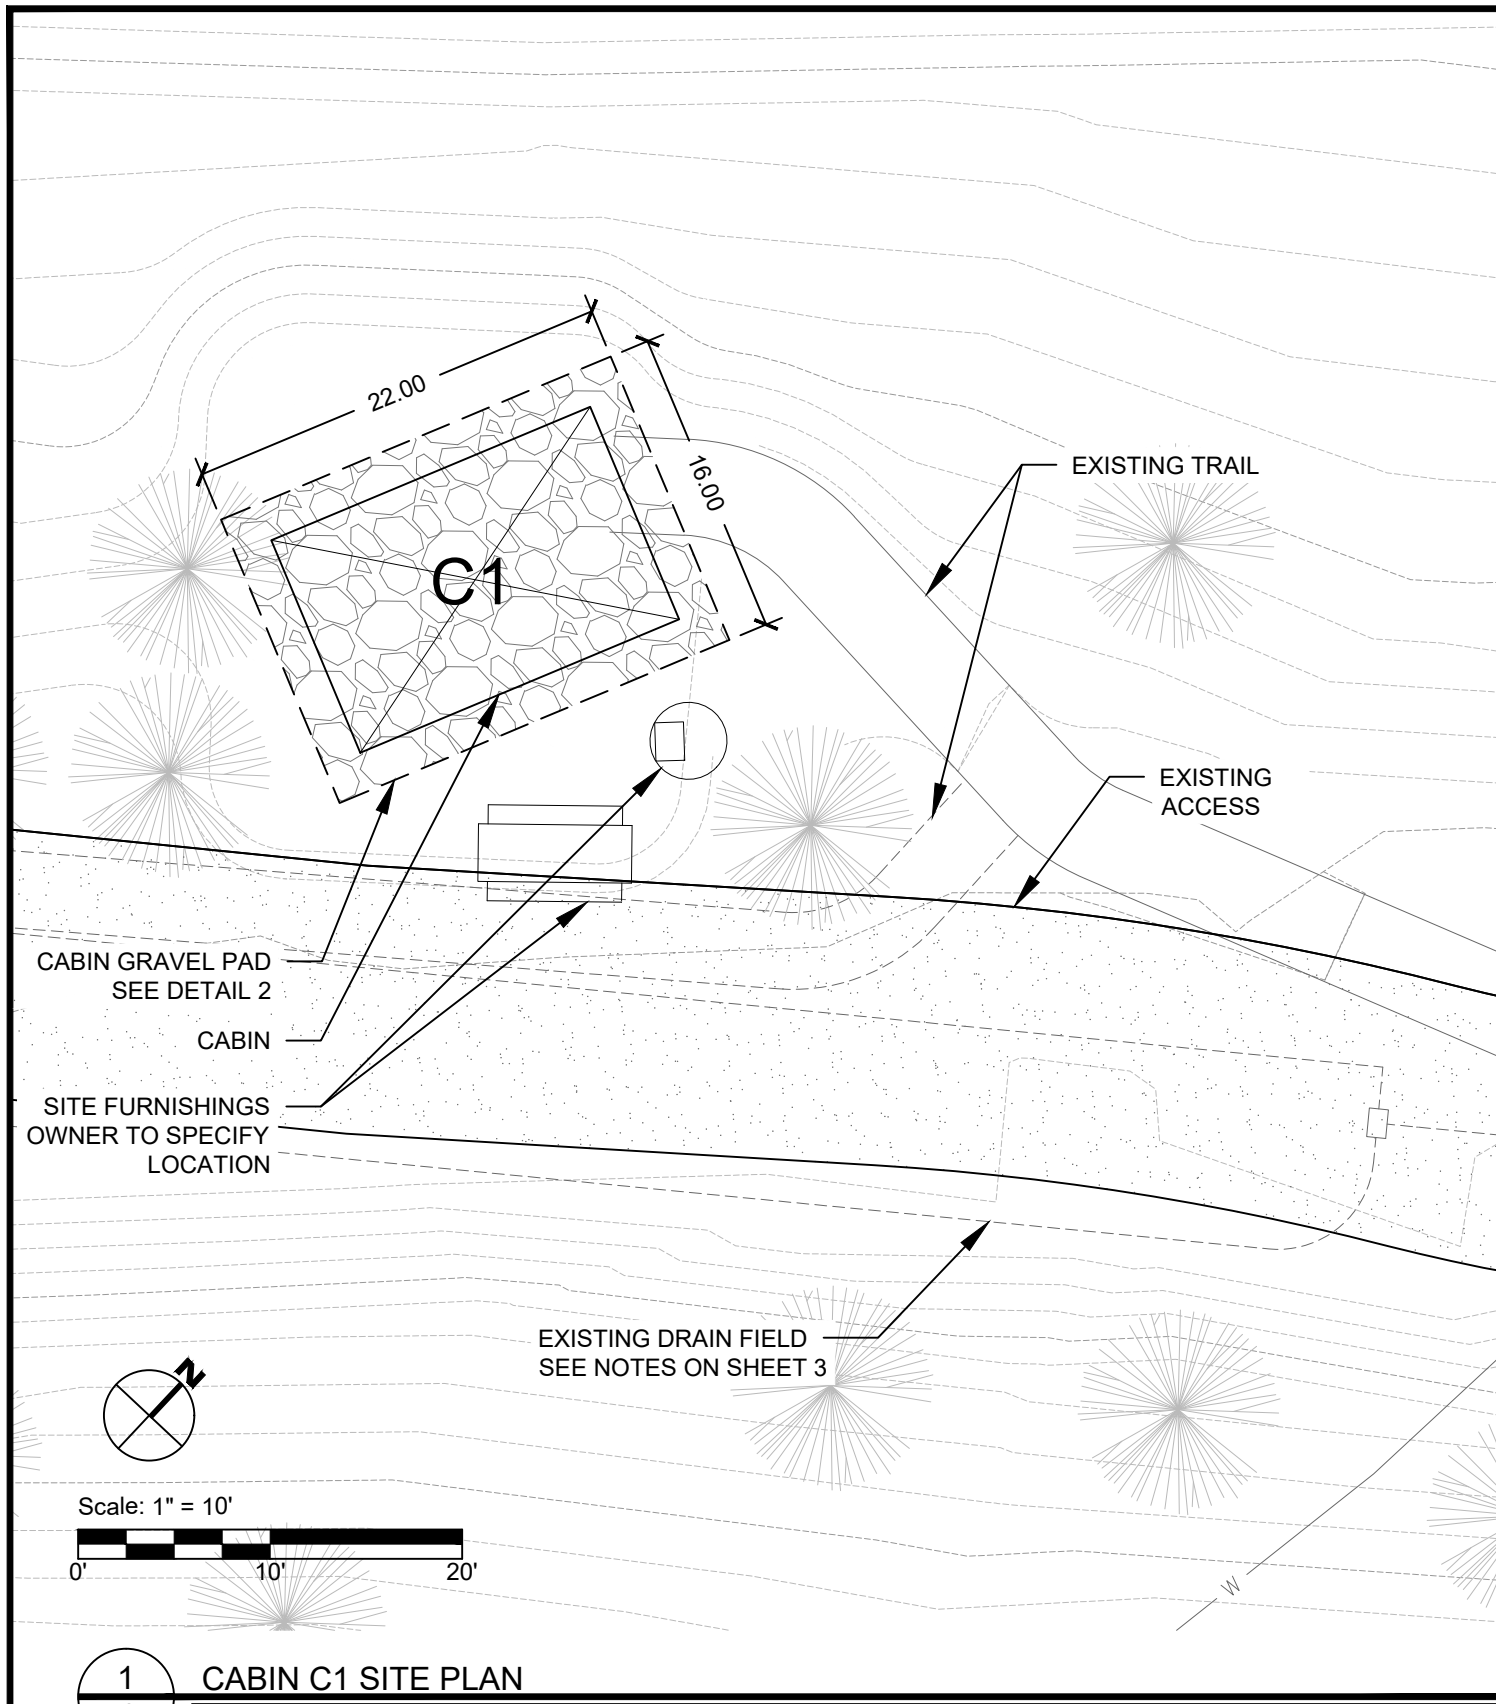 22.00
16.00
EXISTING TRAIL
C1
EXISTING
ACCESS
CABIN GRAVEL PAD
SEE DETAIL 2
CABIN
SITE FURNISHINGS
OWNER TO SPECIFY
LOCATION
EXISTING DRAIN FIELD
SEE NOTES ON SHEET 3
N
Scale: 1" = 10'
0' 10' 20'
W
1 CABIN C1 SITE PLAN